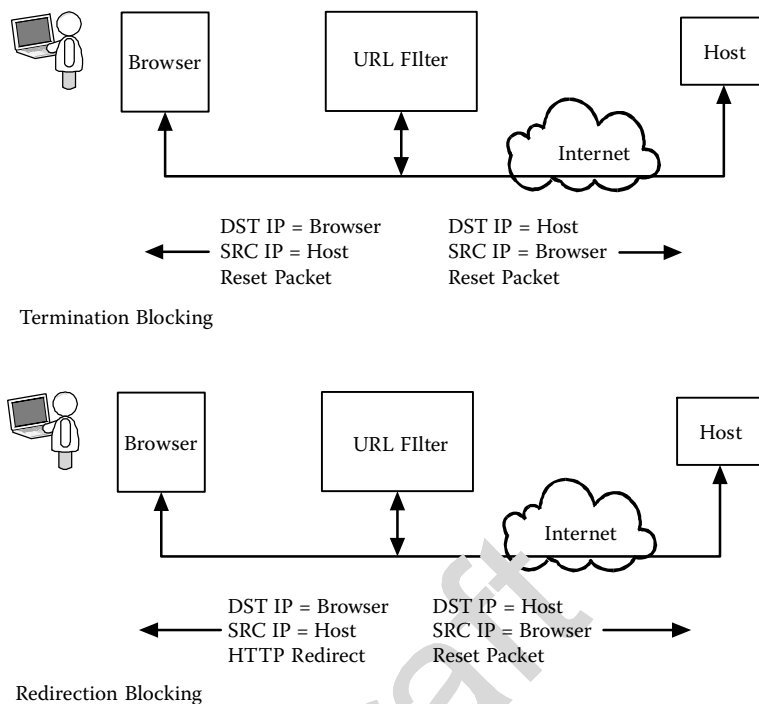 Browser
URL FIlter
Host
Internet
DST IP = Browser
SRC IP = Host
Reset Packet
DST IP = Host
SRC IP = Browser
Reset Packet
Termination Blocking
Browser
URL FIlter
Host
Internet
DST IP = Browser
SRC IP = Host
HTTP Redirect
DST IP = Host
SRC IP = Browser
Reset Packet
Redirection Blocking
raft